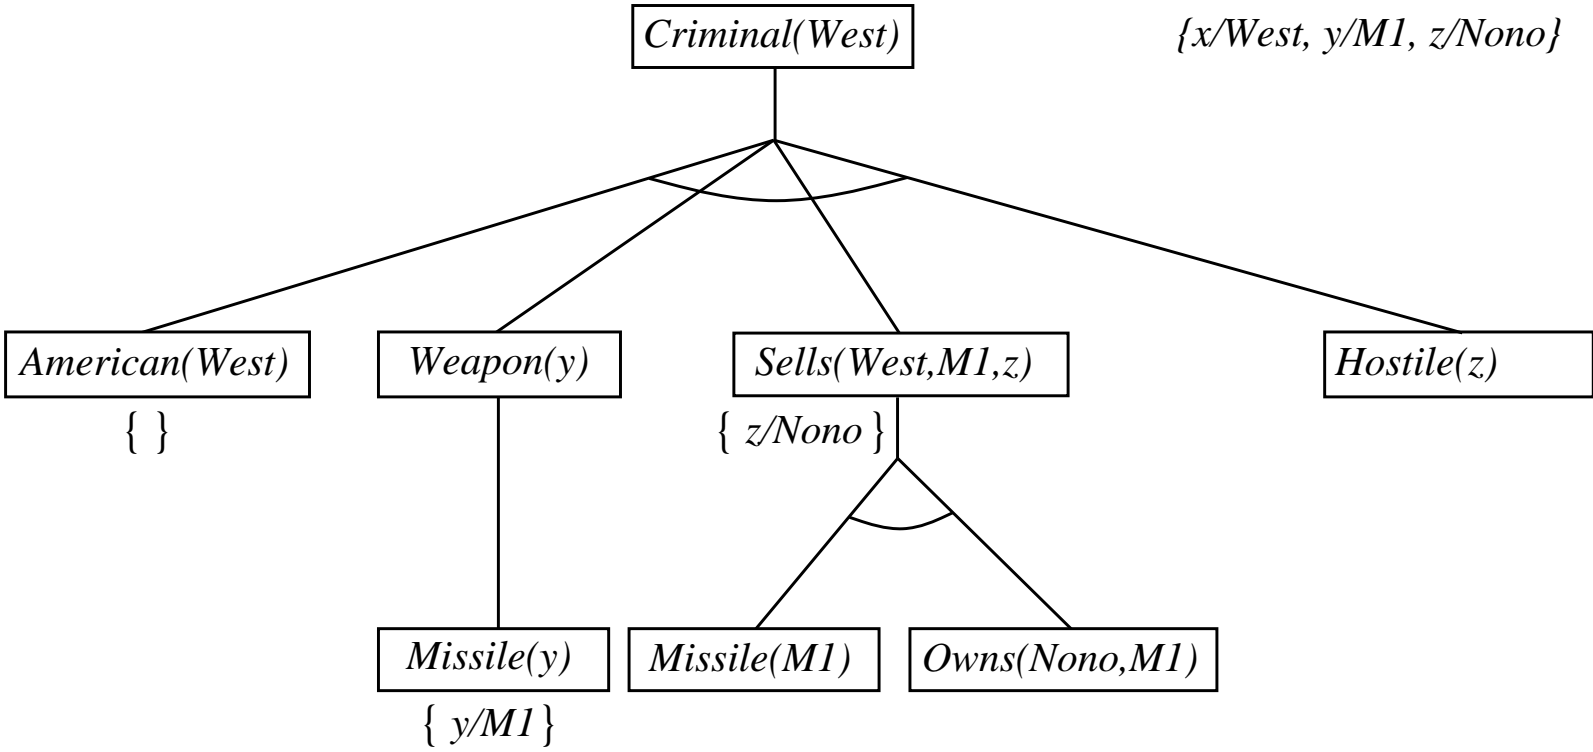 Criminal(West)
{x/West, y/M1, z/Nono}
American(West)
Weapon(y)
Sells(West,M1,z)
Hostile(z)
{ }
{ z/Nono }
Missile(y)
Missile(M1)
Owns(Nono,M1)
{ y/M1 }